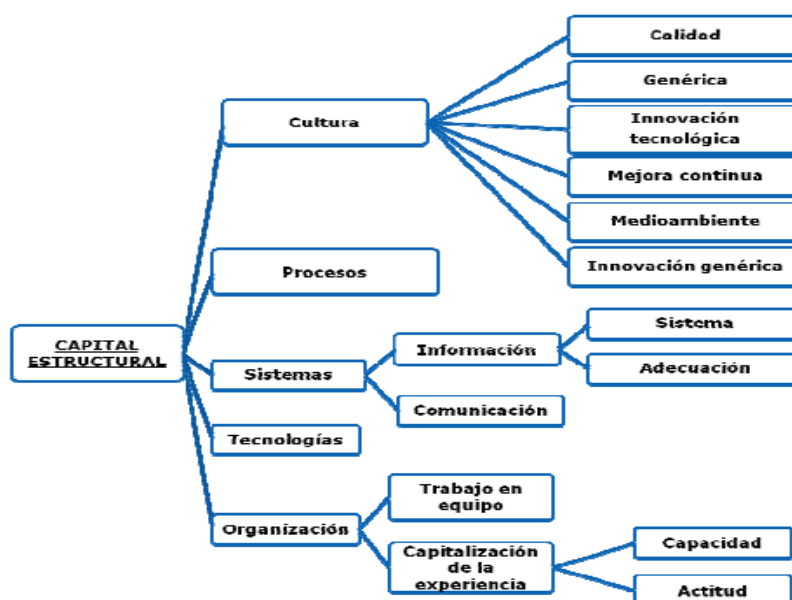 Calidad
Genérica
Cultura
Innovación
tecnológica
Mejora continua
Medioambiente
Innovación genérica
Procesos
CAPITAL
ESTRUCTURAL
Sistemas
Información
Sistema
Adecuación
Comunicación
Tecnologías
Organización
Trabajo en
equipo
Capitalización
de la
experiencia
Capacidad
Actitud